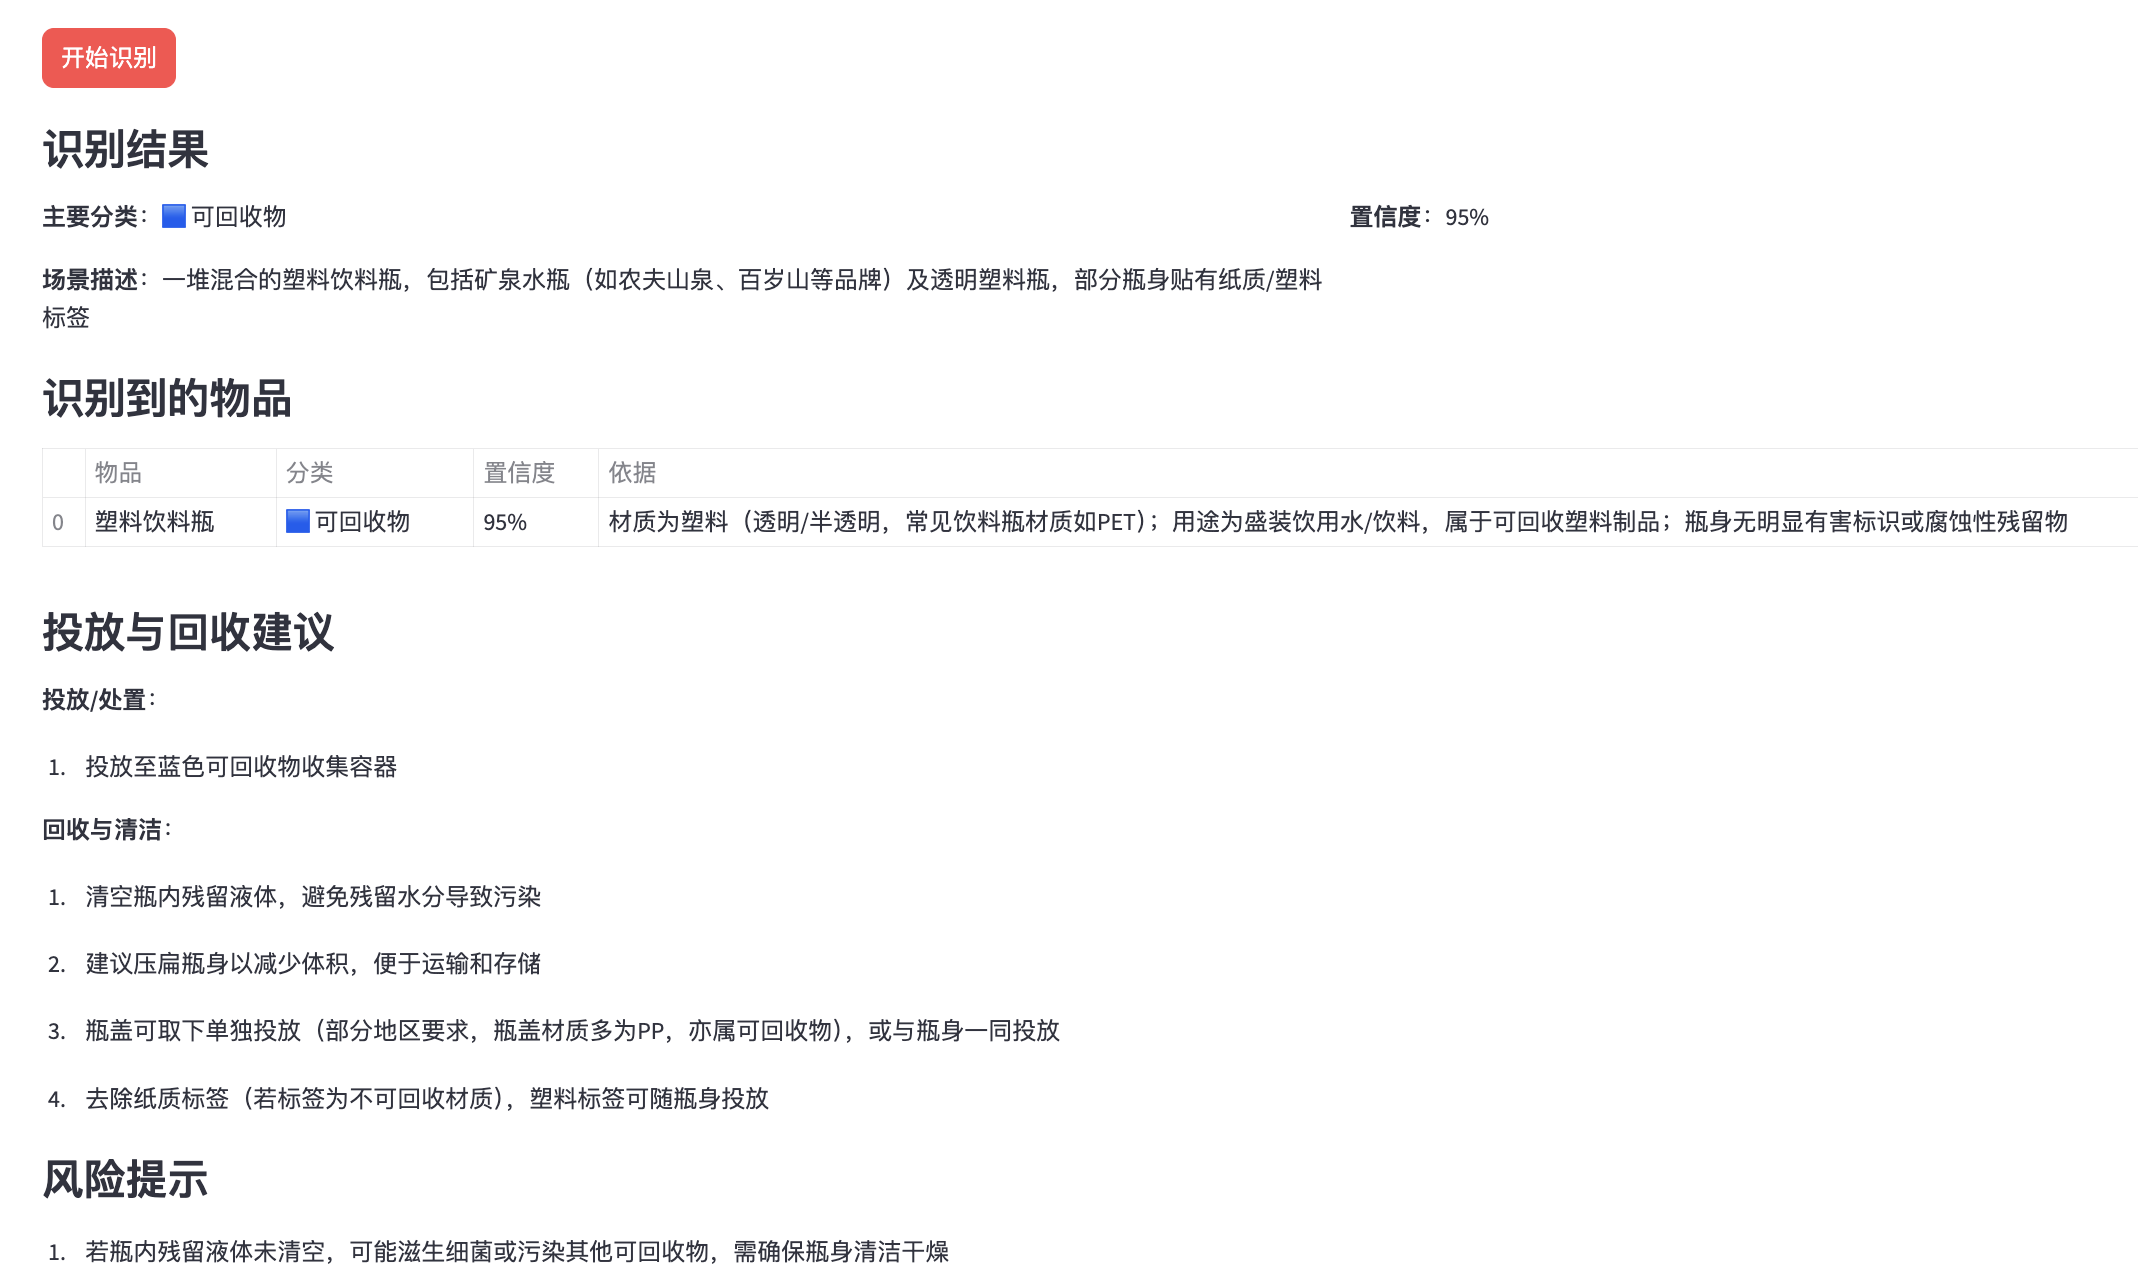 开始识别
识别结果
主要分类：🟦 可回收物
置信度：95%
场景描述：一堆混合的塑料饮料瓶，包括矿泉水瓶（如农夫山泉、百岁山等品牌）及透明塑料瓶，部分瓶身贴有纸质/塑料
标签
识别到的物品
物品 分类 置信度 依据
0 塑料饮料瓶 🟦 可回收物 95% 材质为塑料（透明/半透明，常见饮料瓶材质如PET）；用途为盛装饮用水/饮料，属于可回收塑料制品；瓶身无明显有害标识或腐蚀性残留物
投放与回收建议
投放/处置：
1. 投放至蓝色可回收物收集容器
回收与清洁：
1. 清空瓶内残留液体，避免残留水分导致污染
2. 建议压扁瓶身以减少体积，便于运输和存储
3. 瓶盖可取下单独投放（部分地区要求，瓶盖材质多为PP，亦属可回收物），或与瓶身一同投放
4. 去除纸质标签（若标签为不可回收材质），塑料标签可随瓶身投放
风险提示
1. 若瓶内残留液体未清空，可能滋生细菌或污染其他可回收物，需确保瓶身清洁干燥